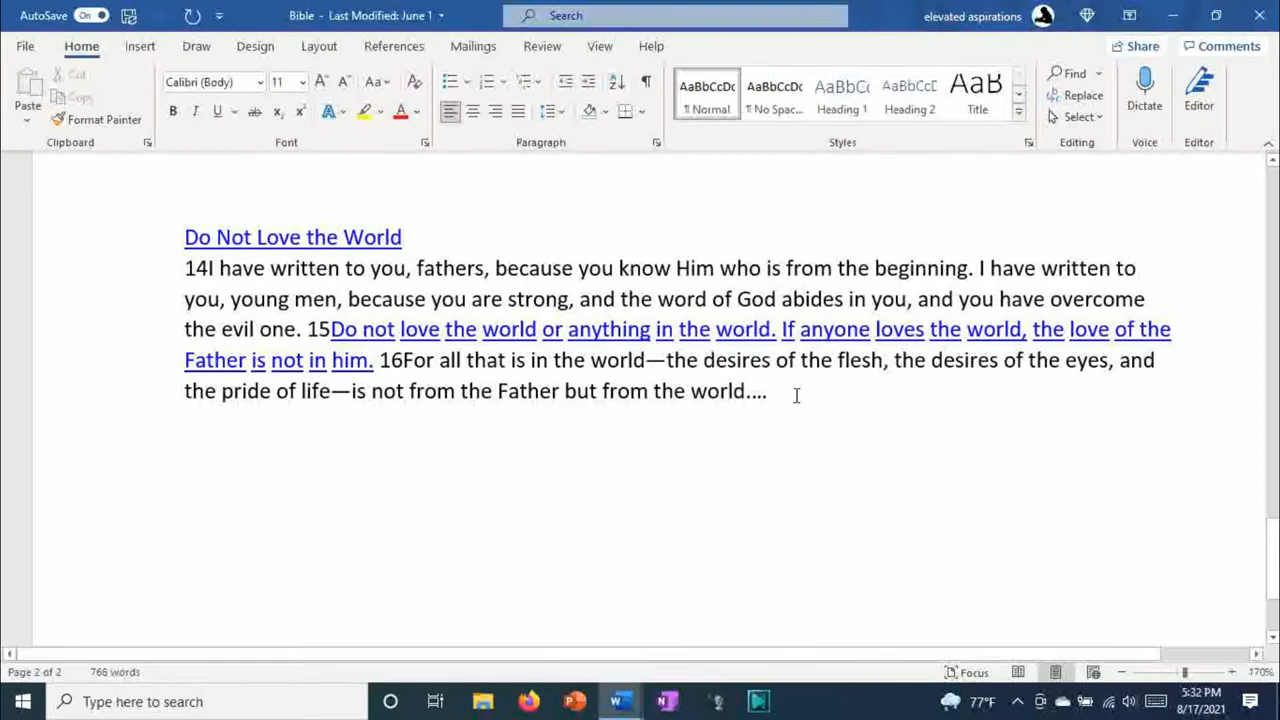 AutoSave On Bible - Last Modified: June 1 Search elevated aspirations
File Home Insert Draw Design Layout References Mailings Review View Help Share Comments
Paste Cut Copy Format Painter
Calibri (Body) 11
AaBbCcDc AaBbCcDc AaBbCc AaBbCcD AaB
¶ Normal ¶ No Spac... Heading 1 Heading 2 Title
Find Replace Select
Dictate Editor
Clipboard Font Paragraph Styles Editing Voice Editor
Do Not Love the World
14I have written to you, fathers, because you know Him who is from the beginning. I have written to
you, young men, because you are strong, and the word of God abides in you, and you have overcome
the evil one. 15Do not love the world or anything in the world. If anyone loves the world, the love of the
Father is not in him. 16For all that is in the world—the desires of the flesh, the desires of the eyes, and
the pride of life—is not from the Father but from the world.…
Page 2 of 2 766 words Focus 170%
Type here to search 77°F 5:32 PM
8/17/2021